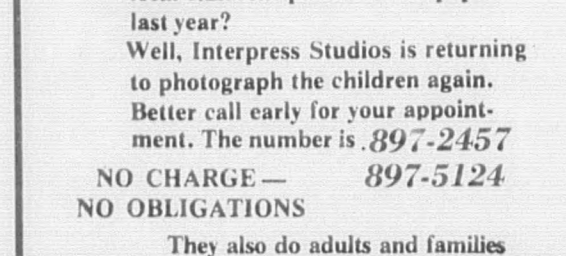 last year?
Well, Interpress Studios is returning
to photograph the children again.
Better call early for your appoint-
ment. The number is . 897-2457
NO CHARGE — 897-5124
NO OBLIGATIONS
They also do adults and families